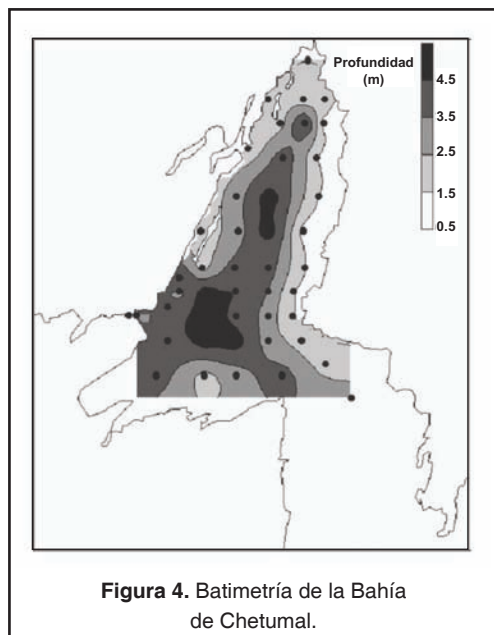 Profundidad
(m)
4.5
3.5
2.5
1.5
0.5
Figura 4. Batimetría de la Bahía
de Chetumal.